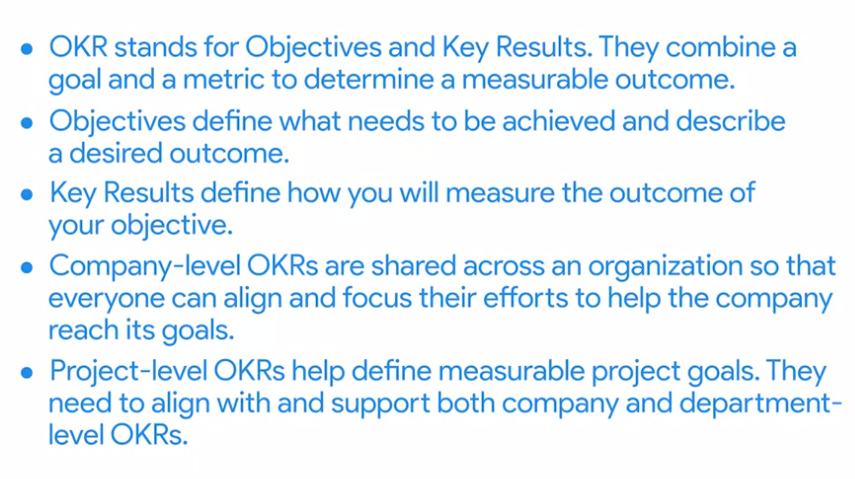 • OKR stands for Objectives and Key Results. They combine a
goal and a metric to determine a measurable outcome.
• Objectives define what needs to be achieved and describe
a desired outcome.
• Key Results define how you will measure the outcome of
your objective.
• Company-level OKRs are shared across an organization so that
everyone can align and focus their efforts to help the company
reach its goals.
• Project-level OKRs help define measurable project goals. They
need to align with and support both company and department-
level OKRs.